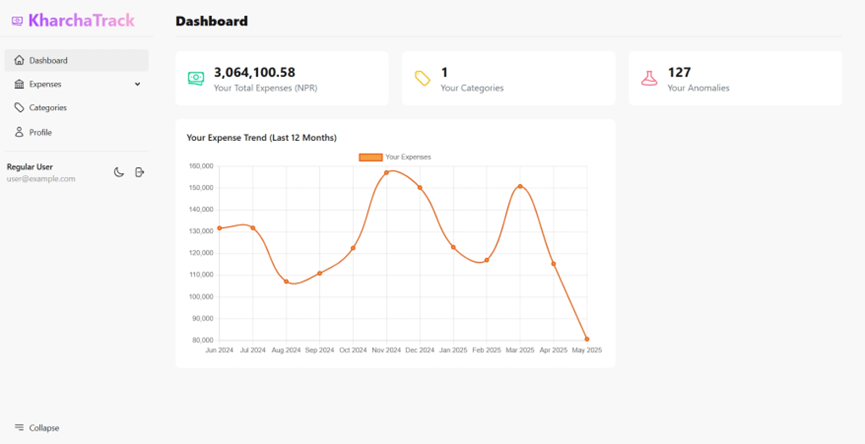 KharchaTrack
Dashboard
Expenses
Categories
Profile
Regular User
user@example.com
Collapse
Dashboard
3,064,100.58
Your Total Expenses (NPR)
1
Your Categories
127
Your Anomalies
Your Expense Trend (Last 12 Months)
Your Expenses
160,000
150,000
140,000
130,000
120,000
110,000
100,000
90,000
80,000
Jun 2024 Jul 2024 Aug 2024 Sep 2024 Oct 2024 Nov 2024 Dec 2024 Jan 2025 Feb 2025 Mar 2025 Apr 2025 May 2025